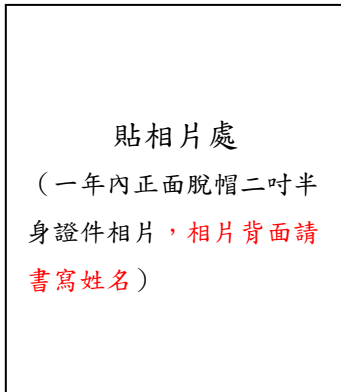 貼相片處
（一年內正面脫帽二吋半
身證件相片，相片背面請
書寫姓名）